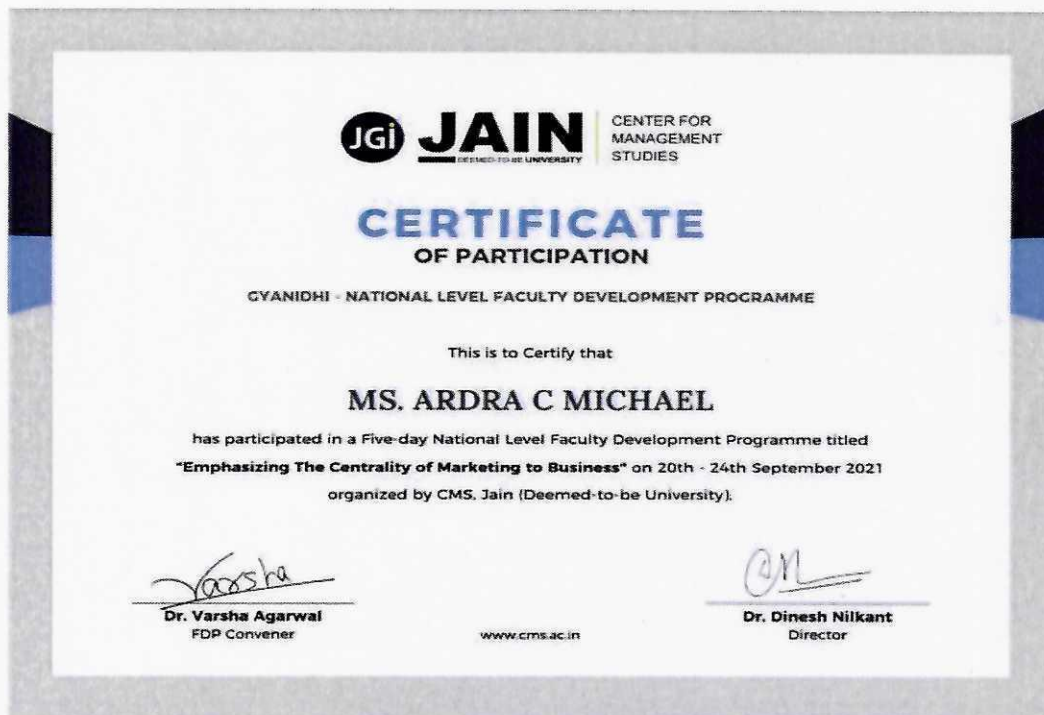 JGi JAIN
DEEMED-TO-BE UNIVERSITY
CENTER FOR
MANAGEMENT
STUDIES
CERTIFICATE
OF PARTICIPATION
GYANIDHI - NATIONAL LEVEL FACULTY DEVELOPMENT PROGRAMME
This is to Certify that
MS. ARDRA C MICHAEL
has participated in a Five-day National Level Faculty Development Programme titled
"Emphasizing The Centrality of Marketing to Business" on 20th - 24th September 2021
organized by CMS, Jain (Deemed-to-be University).
Varsha
Dr. Varsha Agarwal
FDP Convener
www.cms.ac.in
Dr. Dinesh Nilkant
Director